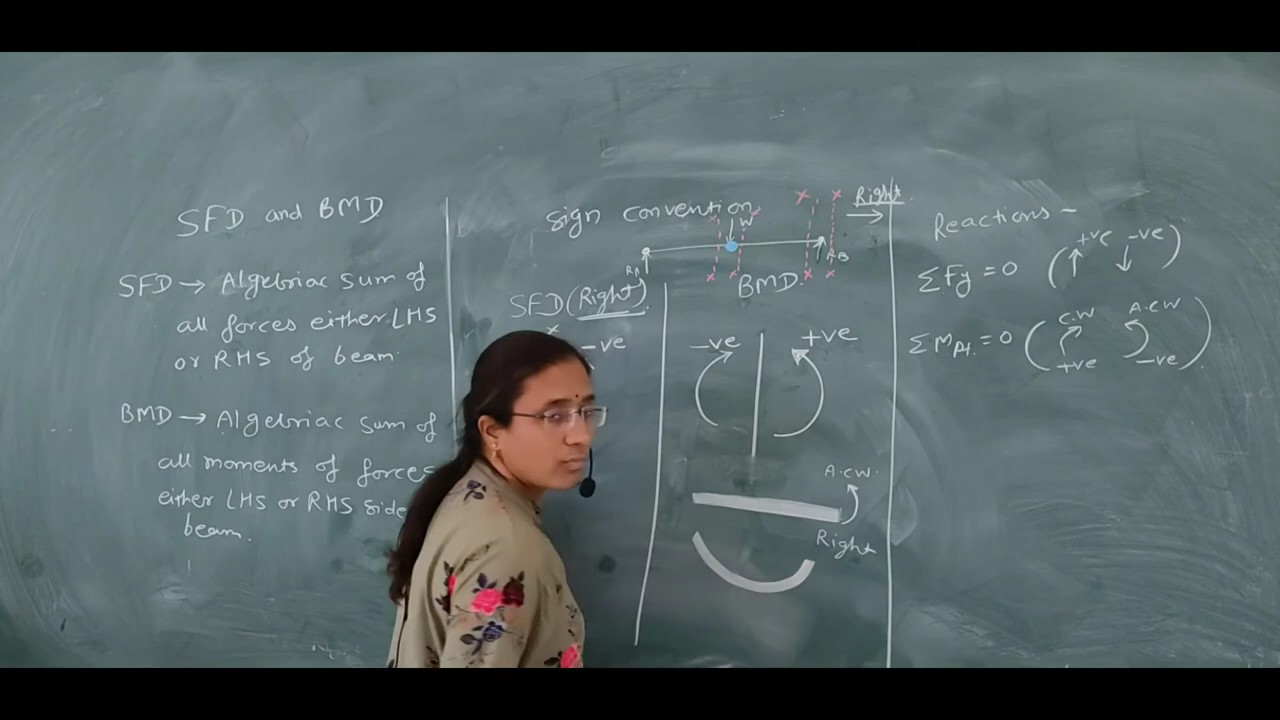 SFD and BMD
SFD → Algebriac sum of
all forces either LHS
or RHS of beam.
BMD → Algebriac sum of
all moments of forces
either LHS or RHS side
beam.
Sign convention
W
RA
RB
Right
SFD (Right)
-ve
BMD.
-ve
+ve
A.C.W.
Right
Reactions -
ΣFy = 0 (↑ +ve ↓ -ve)
ΣMpt. = 0 (C.W +ve A.C.W -ve)